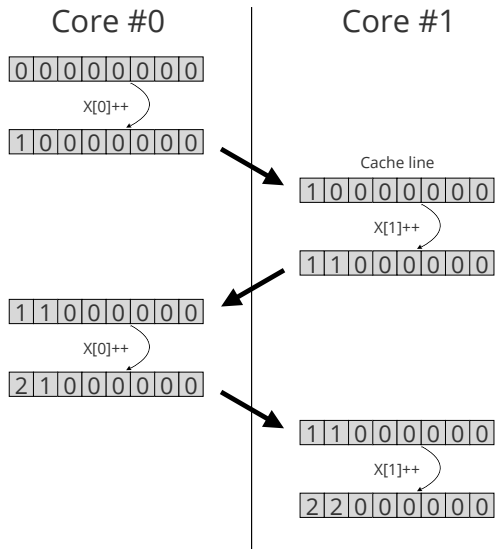 Core #0 Core #1
0 0 0 0 0 0 0 0
X[0]++
1 0 0 0 0 0 0 0
Cache line
1 0 0 0 0 0 0 0
X[1]++
1 1 0 0 0 0 0 0
1 1 0 0 0 0 0 0
X[0]++
2 1 0 0 0 0 0 0
1 1 0 0 0 0 0 0
X[1]++
2 2 0 0 0 0 0 0